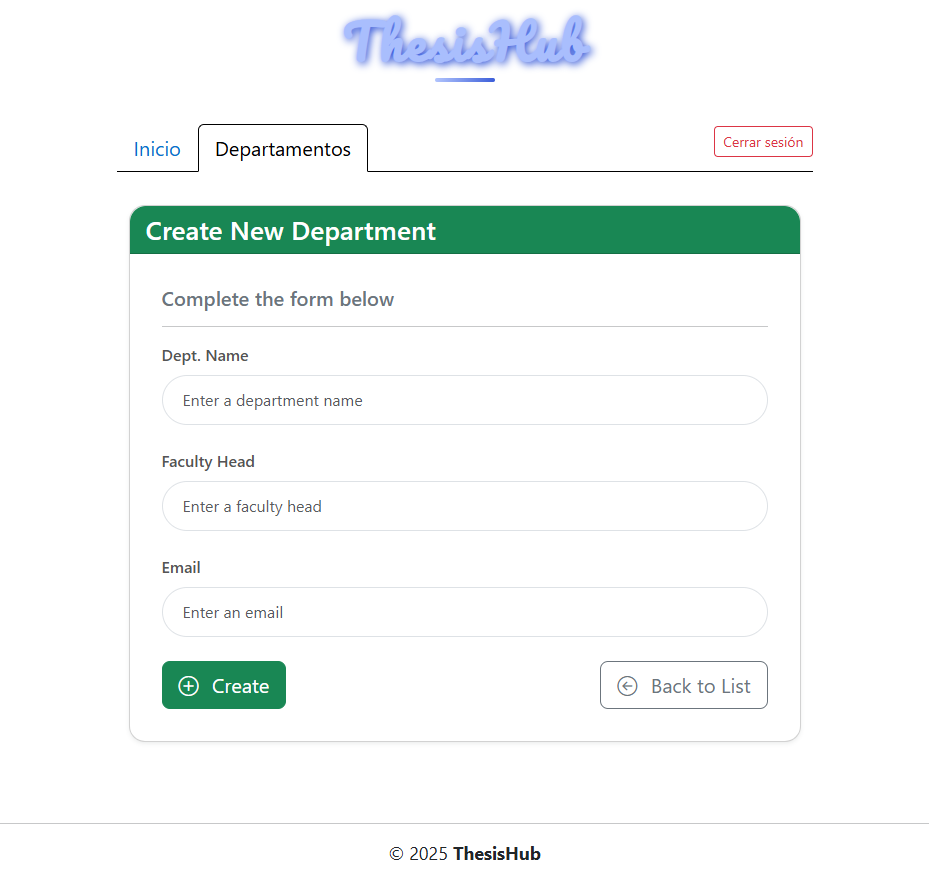 ThesisHub
Inicio
Departamentos
Cerrar sesión
Create New Department
Complete the form below
Dept. Name
Enter a department name
Faculty Head
Enter a faculty head
Email
Enter an email
Create
Back to List
© 2025 ThesisHub